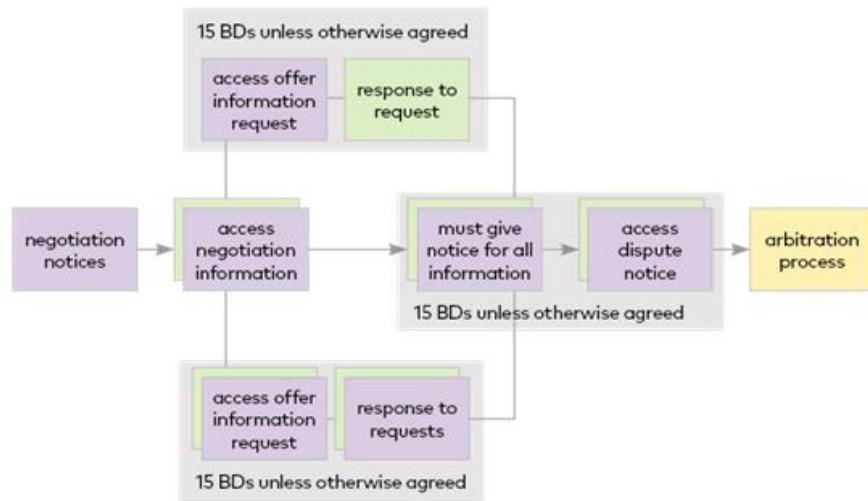 15 BDs unless otherwise agreed
access offer
information
request
response to
request
negotiation
notices
access
negotiation
information
must give
notice for all
information
access
dispute
notice
arbitration
process
15 BDs unless otherwise agreed
access offer
information
request
response to
requests
15 BDs unless otherwise agreed